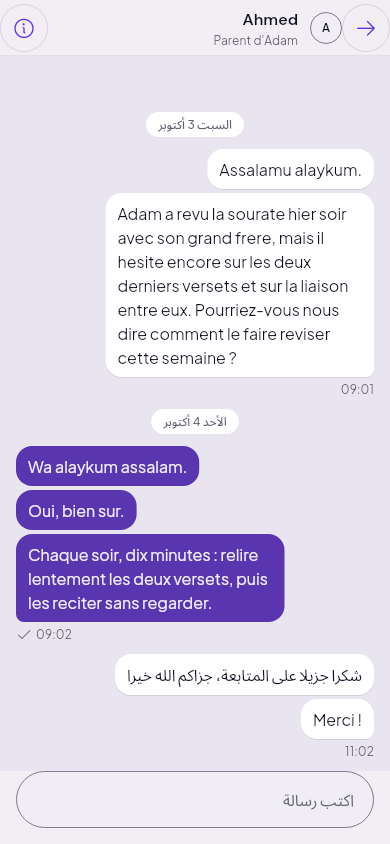 Ahmed
Parent d'Adam
A
السبت 3 أكتوبر
Assalamu alaykum.
Adam a revu la sourate hier soir
avec son grand frere, mais il
hesite encore sur les deux
derniers versets et sur la liaison
entre eux. Pourriez-vous nous
dire comment le faire reviser
cette semaine ?
09:01
الأحد 4 أكتوبر
Wa alaykum assalam.
Oui, bien sur.
Chaque soir, dix minutes : relire
lentement les deux versets, puis
les reciter sans regarder.
09:02
شكرا جزيلا على المتابعة، جزاكم الله خيرا
Merci !
11:02
اكتب رسالة